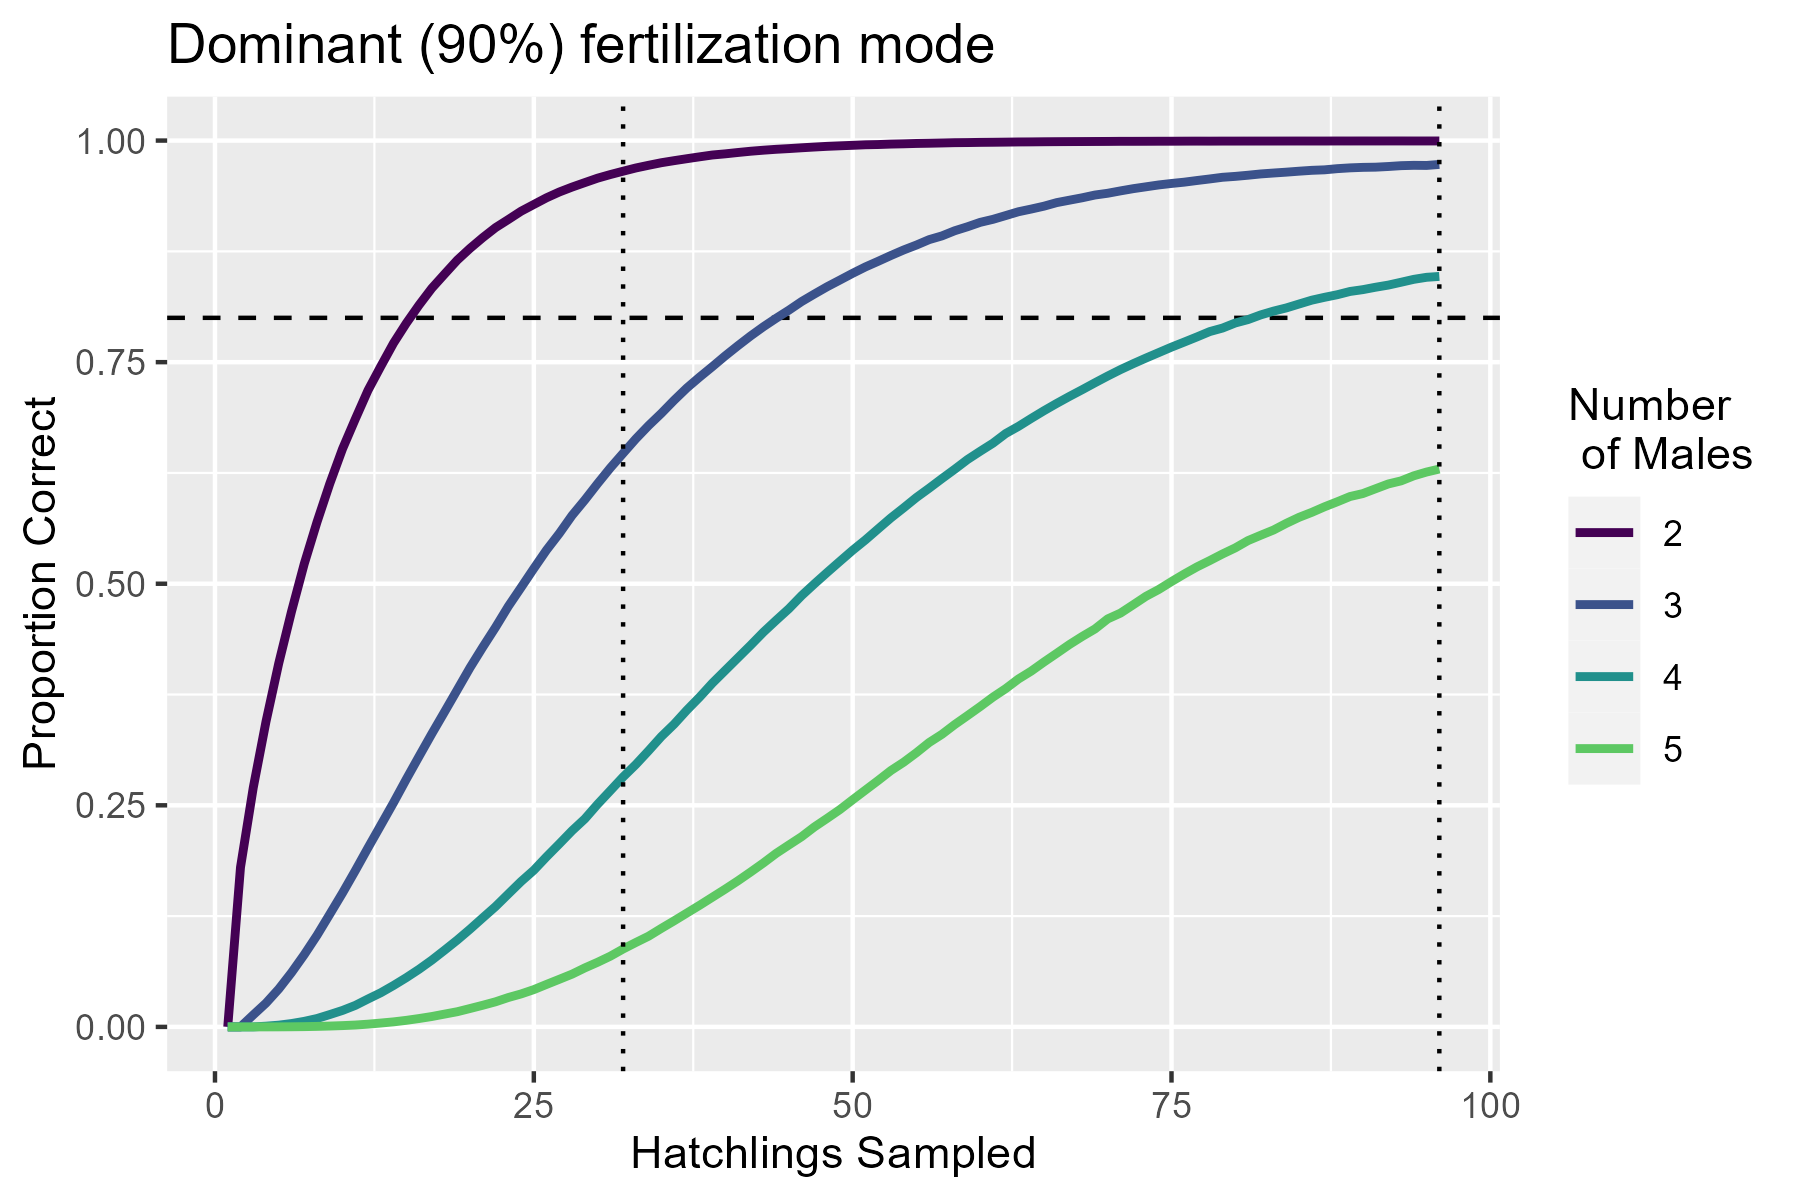 Dominant (90%) fertilization mode
1.00
0.75
0.50
0.25
0.00
Proportion Correct
0 25 50 75 100
Hatchlings Sampled
Number
of Males
2
3
4
5